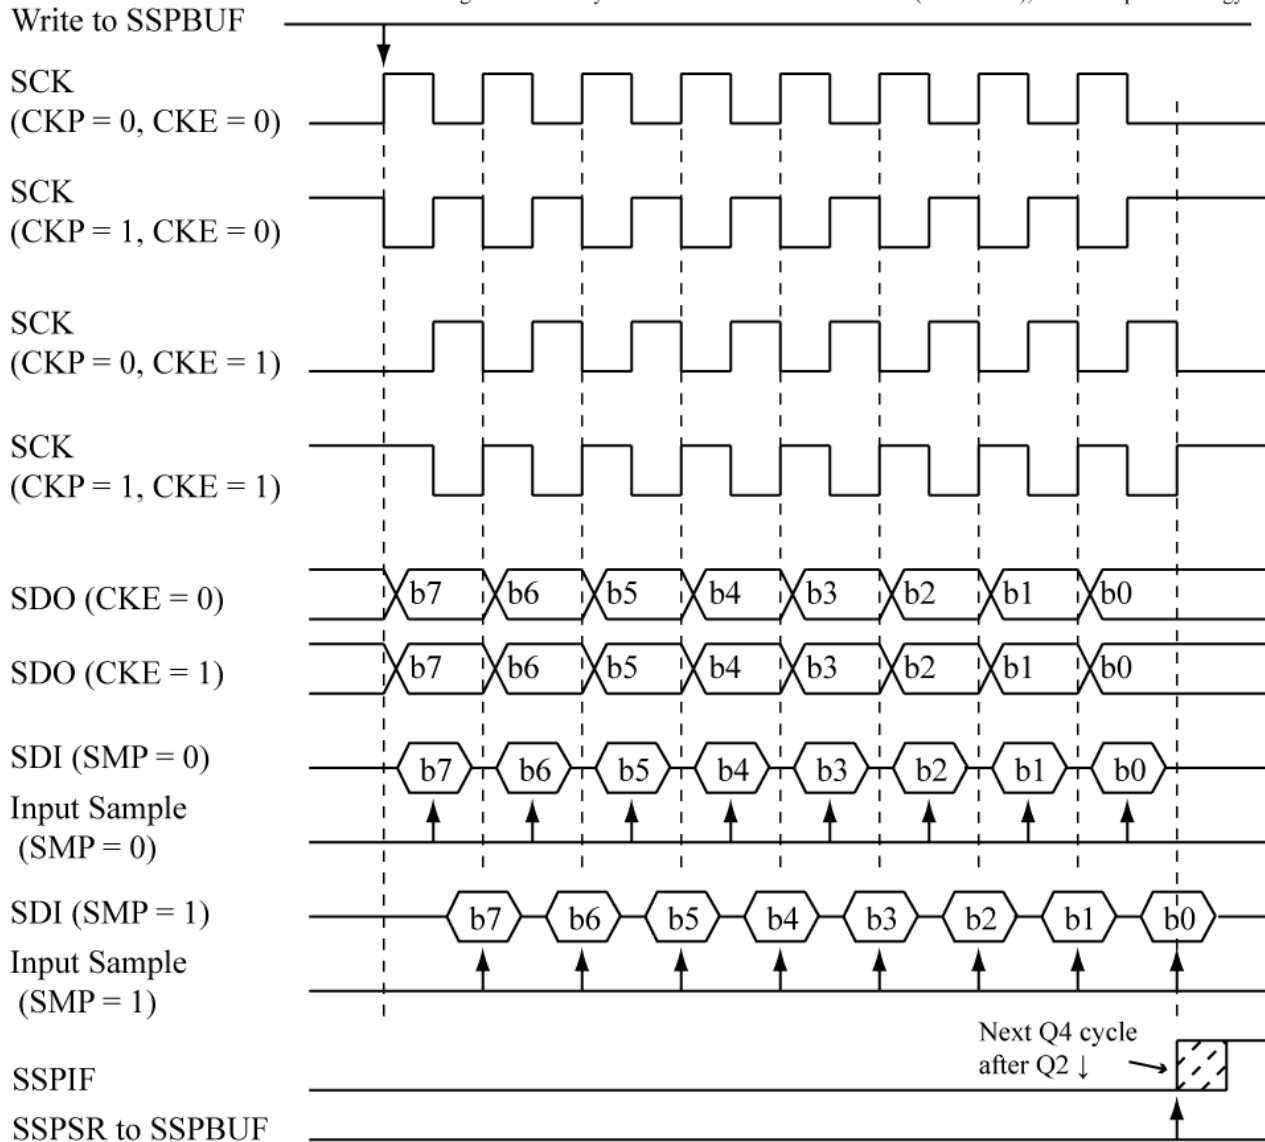 Write to SSPBUF
SCK
(CKP = 0, CKE = 0)
SCK
(CKP = 1, CKE = 0)
SCK
(CKP = 0, CKE = 1)
SCK
(CKP = 1, CKE = 1)
SDO (CKE = 0) b7 b6 b5 b4 b3 b2 b1 b0
SDO (CKE = 1) b7 b6 b5 b4 b3 b2 b1 b0
SDI (SMP = 0) b7 b6 b5 b4 b3 b2 b1 b0
Input Sample
(SMP = 0)
SDI (SMP = 1) b7 b6 b5 b4 b3 b2 b1 b0
Input Sample
(SMP = 1)
Next Q4 cycle
after Q2 ↓
SSPIF
SSPSR to SSPBUF